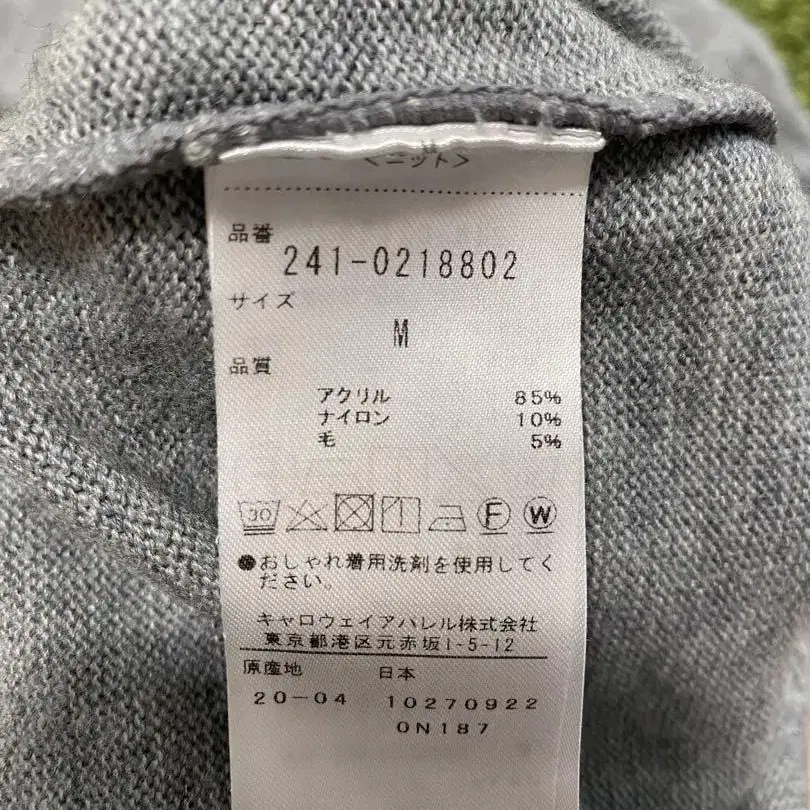 <ニット>
品番
241-0218802
サイズ
M
品質
アクリル 85%
ナイロン 10%
毛 5%
30 F W
●おしゃれ着用洗剤を使用してく
ださい。
キャロウェイアパレル株式会社
東京都港区元赤坂1-5-12
原産地 日本
20-04 10270922
0N187